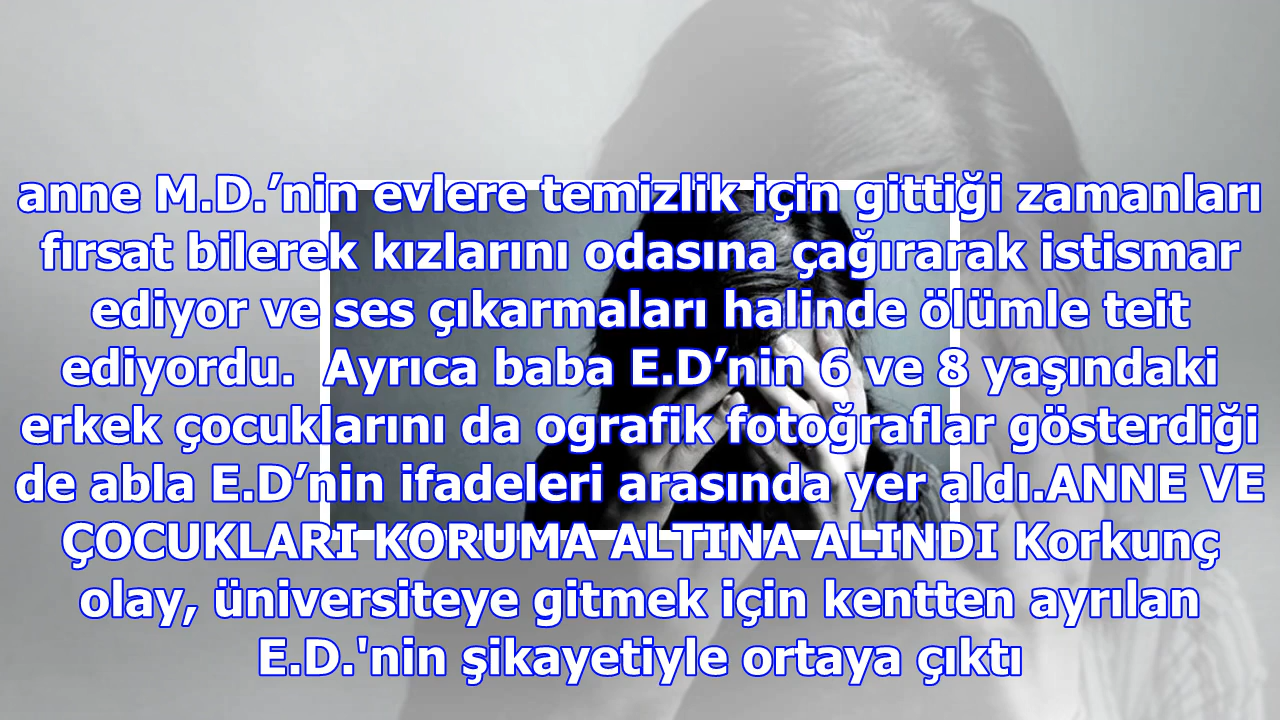 anne M.D.’nin evlere temizlik için gittiği zamanları
fırsat bilerek kızlarını odasına çağırarak istismar
ediyor ve ses çıkarmaları halinde ölümle teit
ediyordu.  Ayrıca baba E.D’nin 6 ve 8 yaşındaki
erkek çocuklarını da ografik fotoğraflar gösterdiği
de abla E.D’nin ifadeleri arasında yer aldı.ANNE VE
ÇOCUKLARI KORUMA ALTINA ALINDI Korkunç
olay, üniversiteye gitmek için kentten ayrılan
E.D.'nin şikayetiyle ortaya çıktı